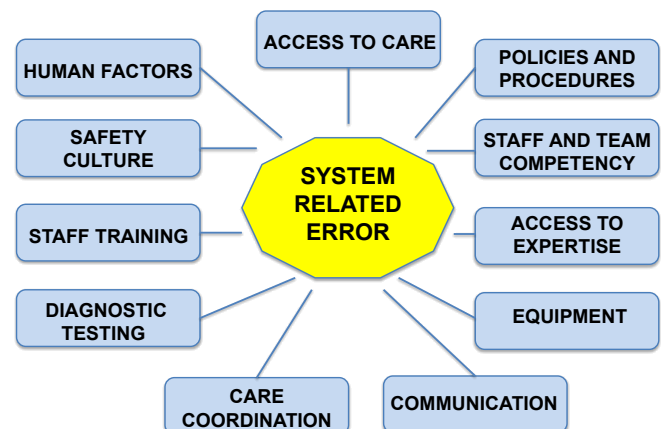 ACCESS TO CARE
HUMAN FACTORS
POLICIES AND
PROCEDURES
SAFETY
CULTURE
STAFF AND TEAM
COMPETENCY
SYSTEM
RELATED
ERROR
STAFF TRAINING
ACCESS TO
EXPERTISE
DIAGNOSTIC
TESTING
EQUIPMENT
CARE
COORDINATION
COMMUNICATION